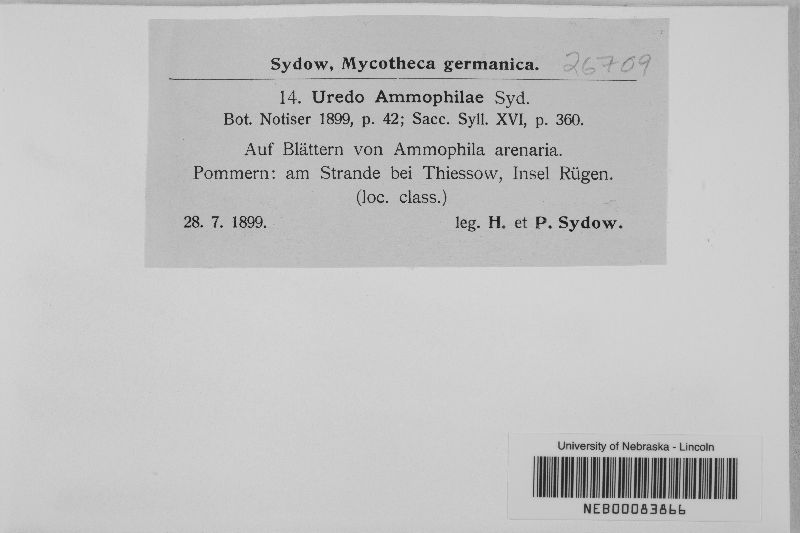 Sydow, Mycotheca germanica. 26709
14. Uredo Ammophilae Syd.
Bot. Notiser 1899, p. 42; Sacc. Syll. XVI, p. 360.
Auf Blättern von Ammophila arenaria.
Pommern: am Strande bei Thiessow, Insel Rügen.
(loc. class.)
28. 7. 1899. leg. H. et P. Sydow.
University of Nebraska - Lincoln
NEB00083866